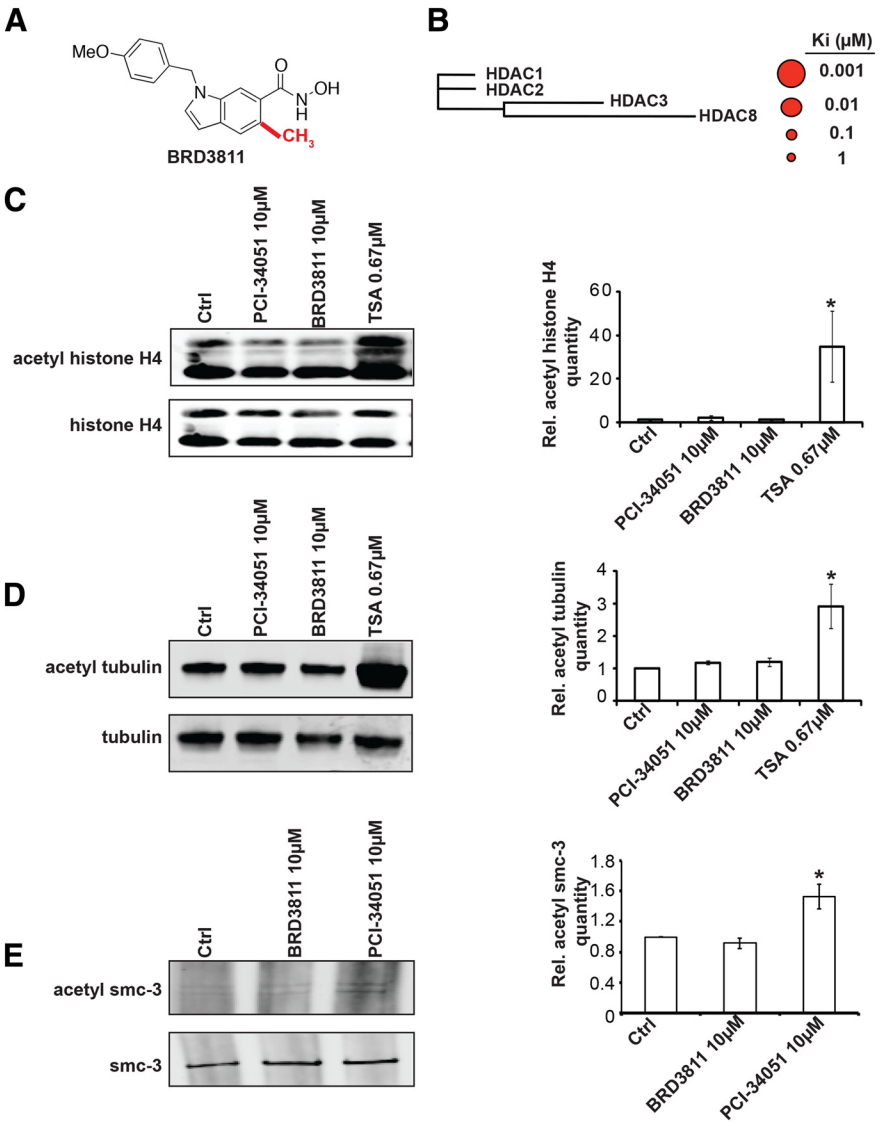 A
MeO
N
O
N
H
OH
CH3
BRD3811
B
HDAC1
HDAC2
HDAC3
HDAC8
Ki (µM)
0.001
0.01
0.1
1
C
Ctrl
PCI-34051 10µM
BRD3811 10µM
TSA 0.67µM
acetyl histone H4
histone H4
Rel. acetyl histone H4
quantity
60
40
20
0
*
Ctrl
PCI-34051 10µM
BRD3811 10µM
TSA 0.67µM
D
Ctrl
PCI-34051 10µM
BRD3811 10µM
TSA 0.67µM
acetyl tubulin
tubulin
Rel. acetyl tubulin
quantity
4
3
2
1
0
*
Ctrl
PCI-34051 10µM
BRD3811 10µM
TSA 0.67µM
E
Ctrl
BRD3811 10µM
PCI-34051 10µM
acetyl smc-3
smc-3
Rel. acetyl smc-3
quantity
1.8
1.6
1.2
0.8
0.4
0
*
Ctrl
BRD3811 10µM
PCI-34051 10µM